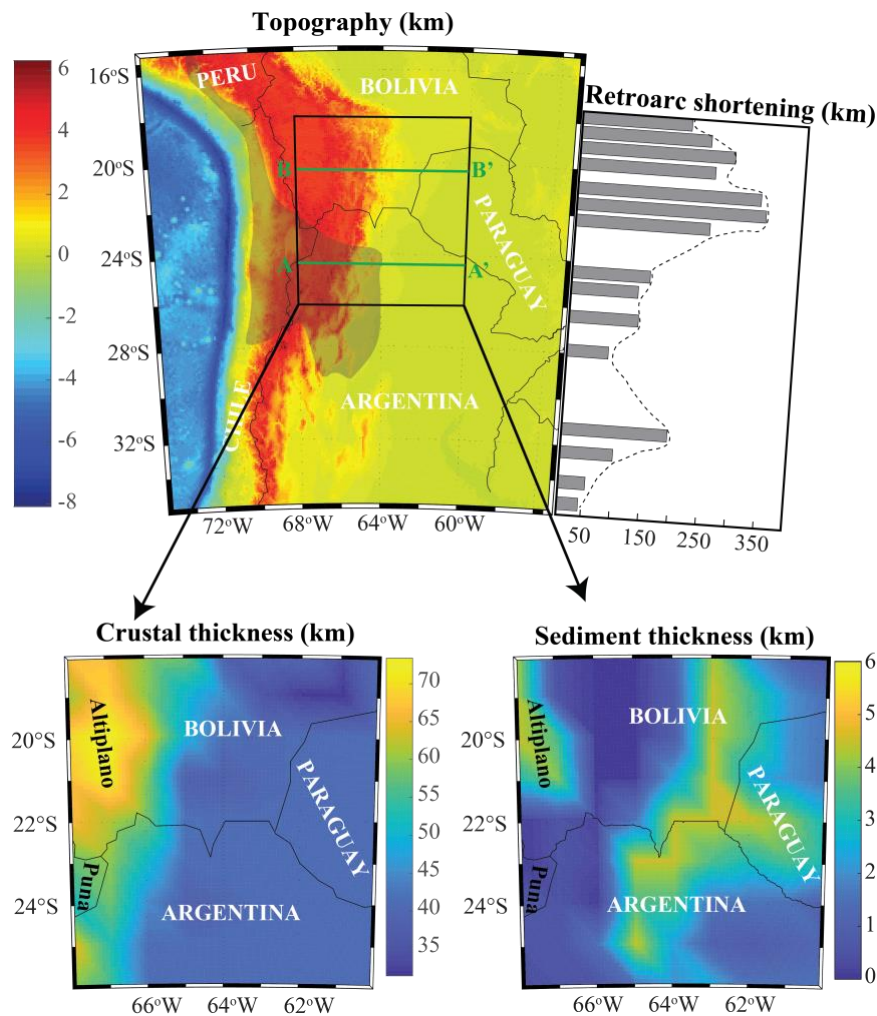 Topography (km)
6
4
2
0
-2
-4
-6
-8
16°S
20°S
24°S
28°S
32°S
72°W
68°W
64°W
60°W
PERU
BOLIVIA
B
B’
PARAGUAY
A
A’
CHILE
ARGENTINA
Retroarc shortening (km)
50
150
250
350
Crustal thickness (km)
Altiplano
BOLIVIA
PARAGUAY
Puna
ARGENTINA
20°S
22°S
24°S
66°W
64°W
62°W
70
65
60
55
50
45
40
35
Sediment thickness (km)
Altiplano
BOLIVIA
PARAGUAY
Puna
ARGENTINA
20°S
22°S
24°S
66°W
64°W
62°W
6
5
4
3
2
1
0